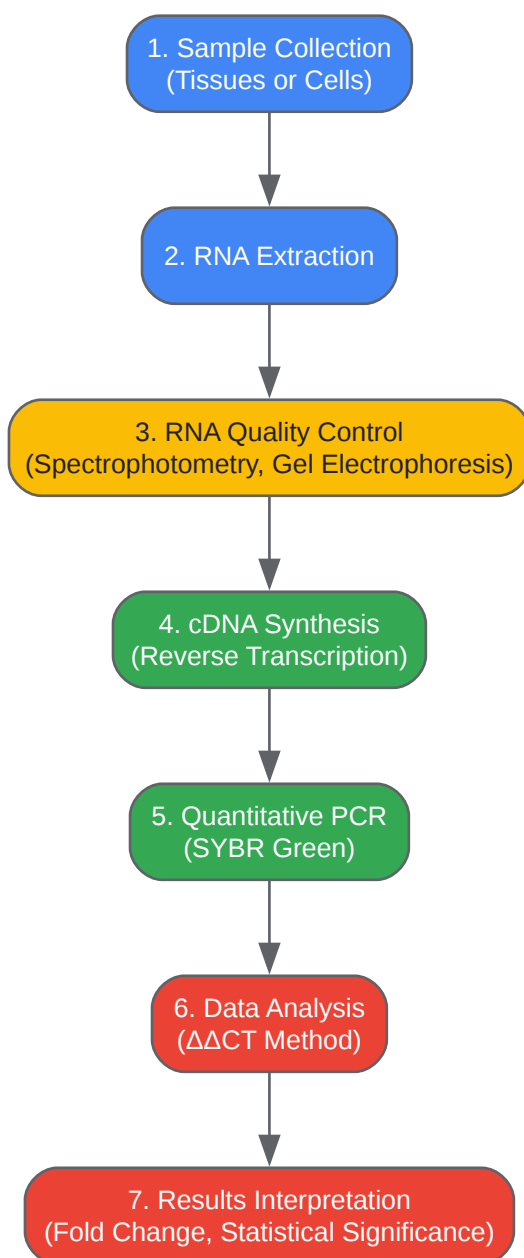 1. Sample Collection
(Tissues or Cells)
2. RNA Extraction
3. RNA Quality Control
(Spectrophotometry, Gel Electrophoresis)
4. cDNA Synthesis
(Reverse Transcription)
5. Quantitative PCR
(SYBR Green)
6. Data Analysis
(ΔΔCT Method)
7. Results Interpretation
(Fold Change, Statistical Significance)